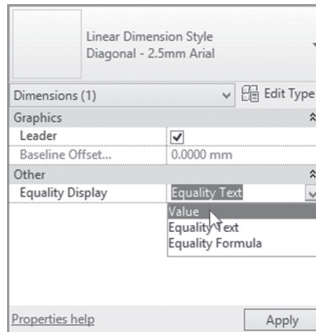 Linear Dimension Style
Diagonal - 2.5mm Arial
Dimensions (1)
Edit Type
Graphics
Leader
Baseline Offset... 0.0000 mm
Other
Equality Display Equality Text
Value
Equality Text
Equality Formula
Properties help
Apply